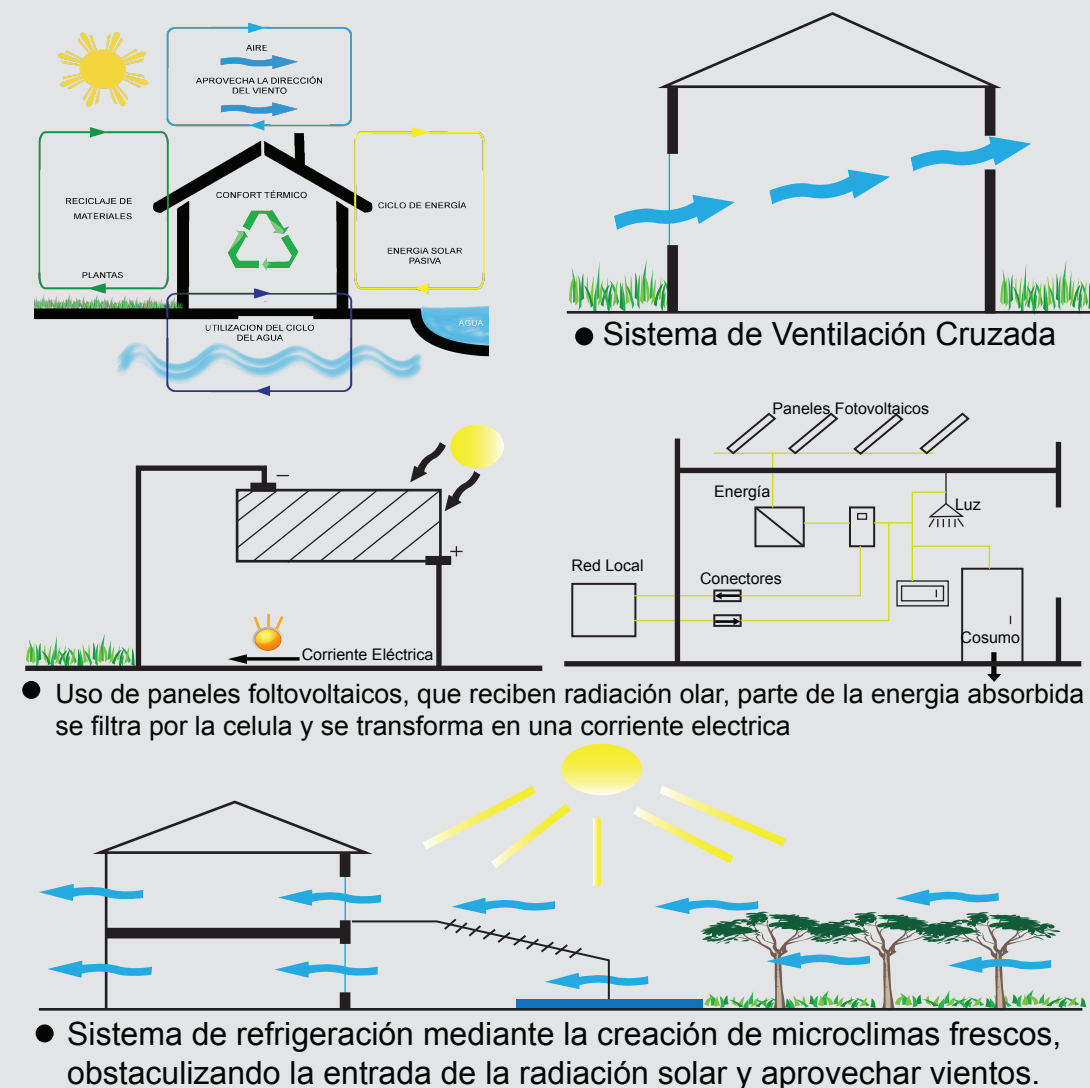 AIRE
APROVECHA LA DIRECCIÓN
DEL VIENTO
RECICLAJE DE
MATERIALES
PLANTAS
CONFORT TÉRMICO
CICLO DE ENERGÍA
ENERGIA SOLAR
PASIVA
UTILIZACION DEL CICLO
DEL AGUA
AGUA
● Sistema de Ventilación Cruzada
−
+
Corriente Eléctrica
Paneles Fotovoltaicos
Energía
Luz
Red Local
Conectores
Cosumo
● Uso de paneles foltovoltaicos, que reciben radiación olar, parte de la energia absorbida
se filtra por la celula y se transforma en una corriente electrica
● Sistema de refrigeración mediante la creación de microclimas frescos,
obstaculizando la entrada de la radiación solar y aprovechar vientos.